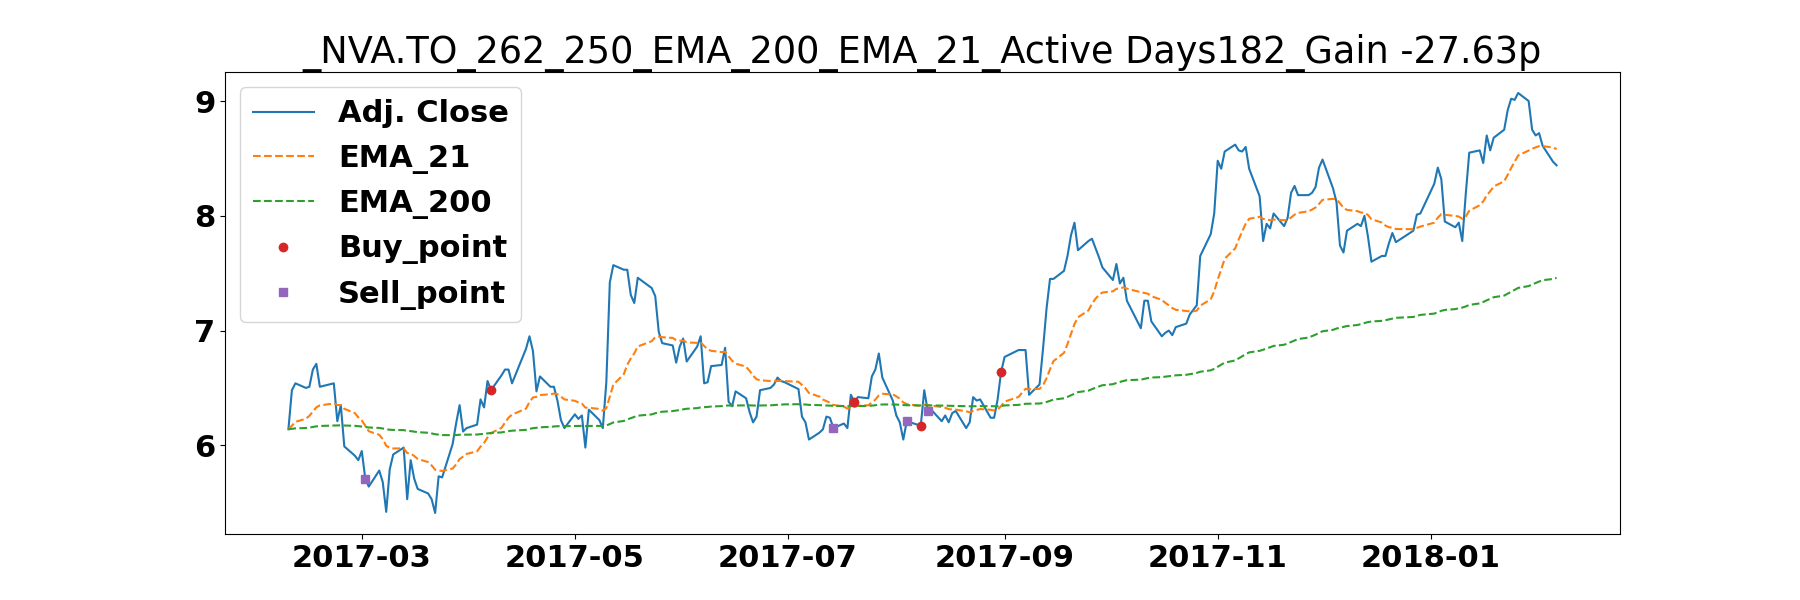 _NVA.TO_262_250_EMA_200_EMA_21_Active Days182_Gain -27.63p
9
8
7
6
Adj. Close
EMA_21
EMA_200
Buy_point
Sell_point
2017-03 2017-05 2017-07 2017-09 2017-11 2018-01